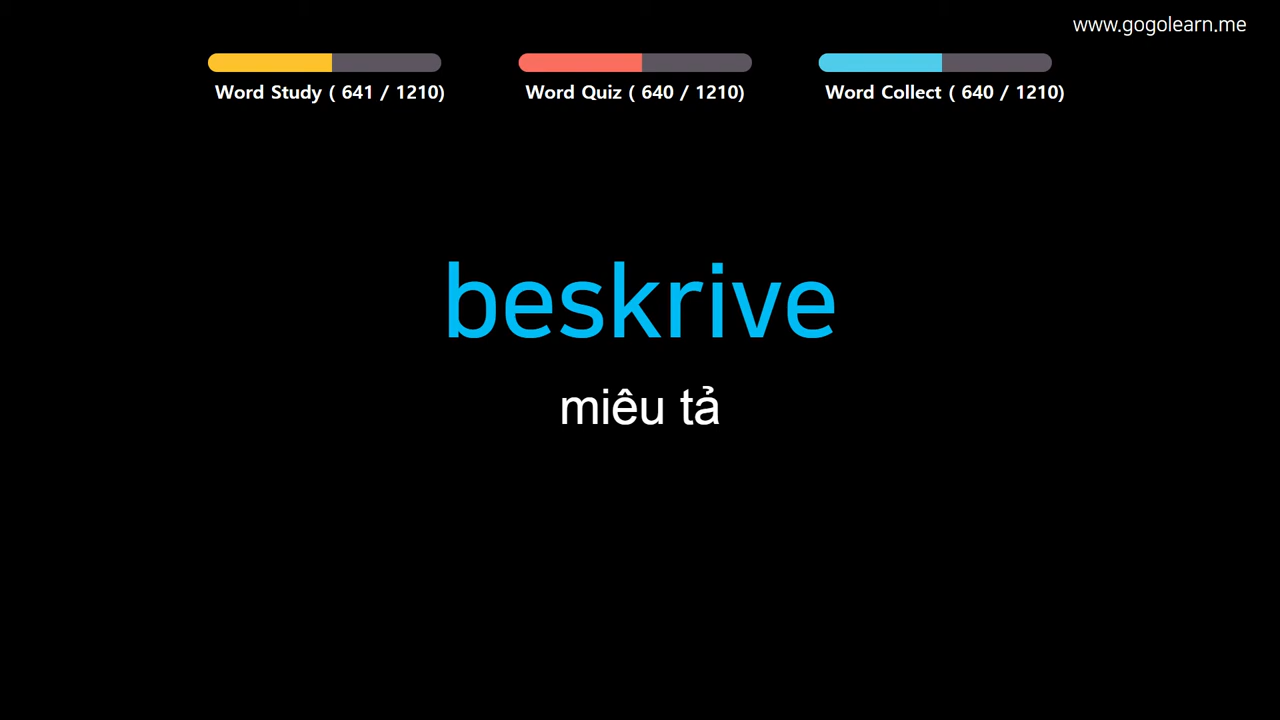 www.gogolearn.me
Word Study ( 641 / 1210)
Word Quiz ( 640 / 1210)
Word Collect ( 640 / 1210)
beskrive
miêu tả